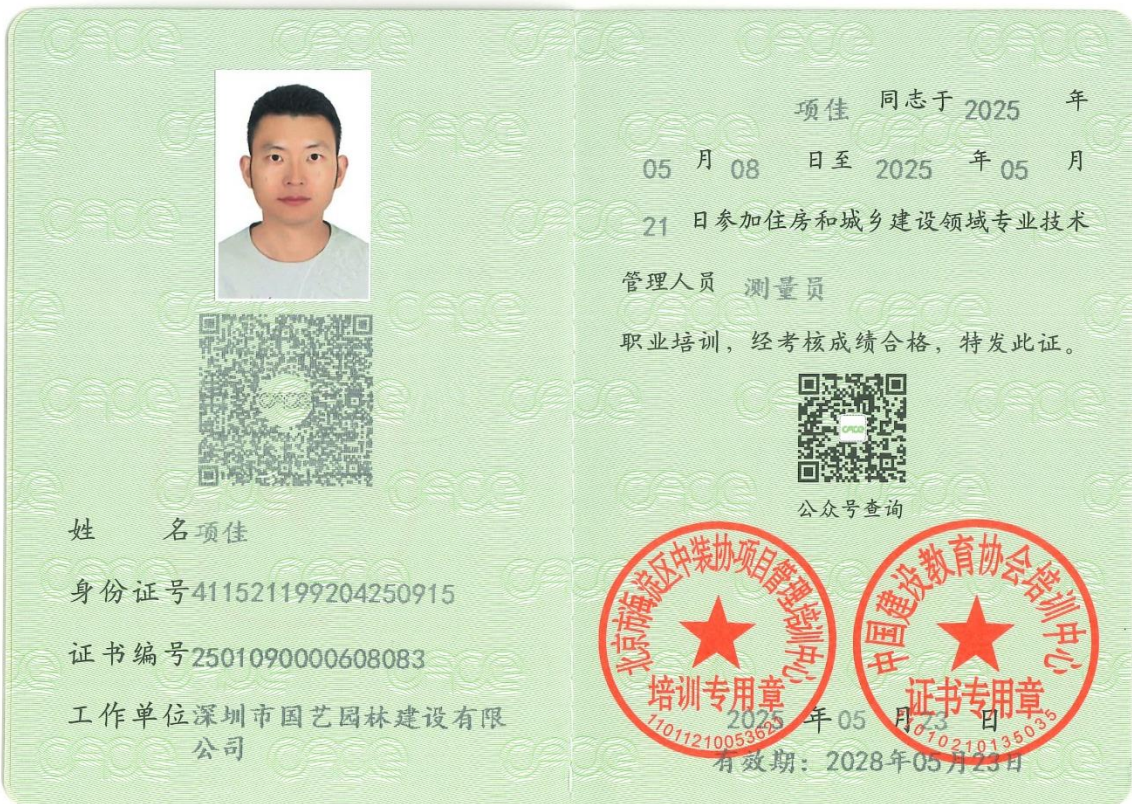 姓 名 项佳
身份证号 411521199204250915
证书编号 2501090000608083
工作单位 深圳市国艺园林建设有限
公司
项佳 同志于 2025 年
05 月 08 日至 2025 年 05 月
21 日参加住房和城乡建设领域专业技术
管理人员 测量员
职业培训，经考核成绩合格，特发此证。
公众号查询
北京市海淀区中装协项目管理培训中心
培训专用章
中国建设教育协会培训中心
证书专用章
2025 年 05 月 23 日
有效期：2028年05月23日